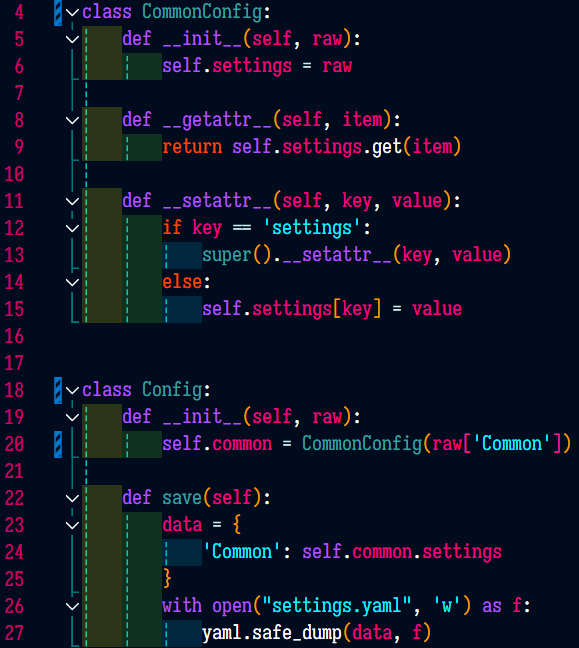 4 class CommonConfig:
5     def __init__(self, raw):
6         self.settings = raw
7
8     def __getattr__(self, item):
9         return self.settings.get(item)
10
11     def __setattr__(self, key, value):
12         if key == 'settings':
13             super().__setattr__(key, value)
14         else:
15             self.settings[key] = value
16
17
18 class Config:
19     def __init__(self, raw):
20         self.common = CommonConfig(raw['Common'])
21
22     def save(self):
23         data = {
24             'Common': self.common.settings
25         }
26         with open("settings.yaml", 'w') as f:
27             yaml.safe_dump(data, f)